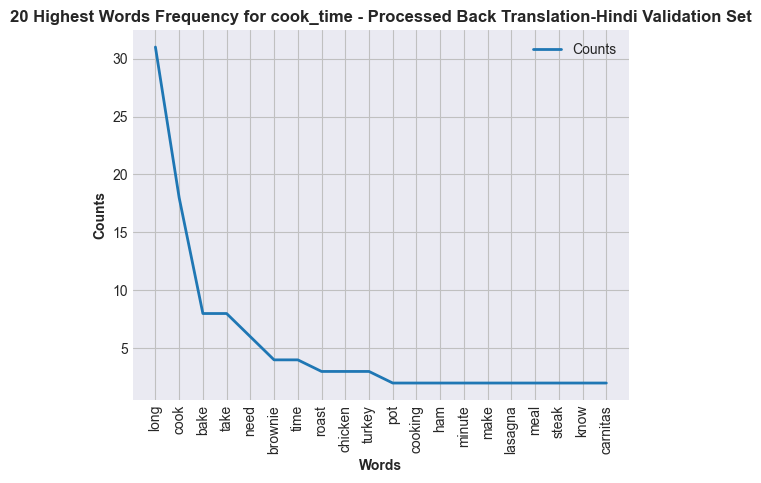 20 Highest Words Frequency for cook_time - Processed Back Translation-Hindi Validation Set
Counts
30
25
20
15
10
5
Counts
long
cook
bake
take
need
brownie
time
roast
chicken
turkey
pot
cooking
ham
minute
make
lasagna
meal
steak
know
carnitas
Words